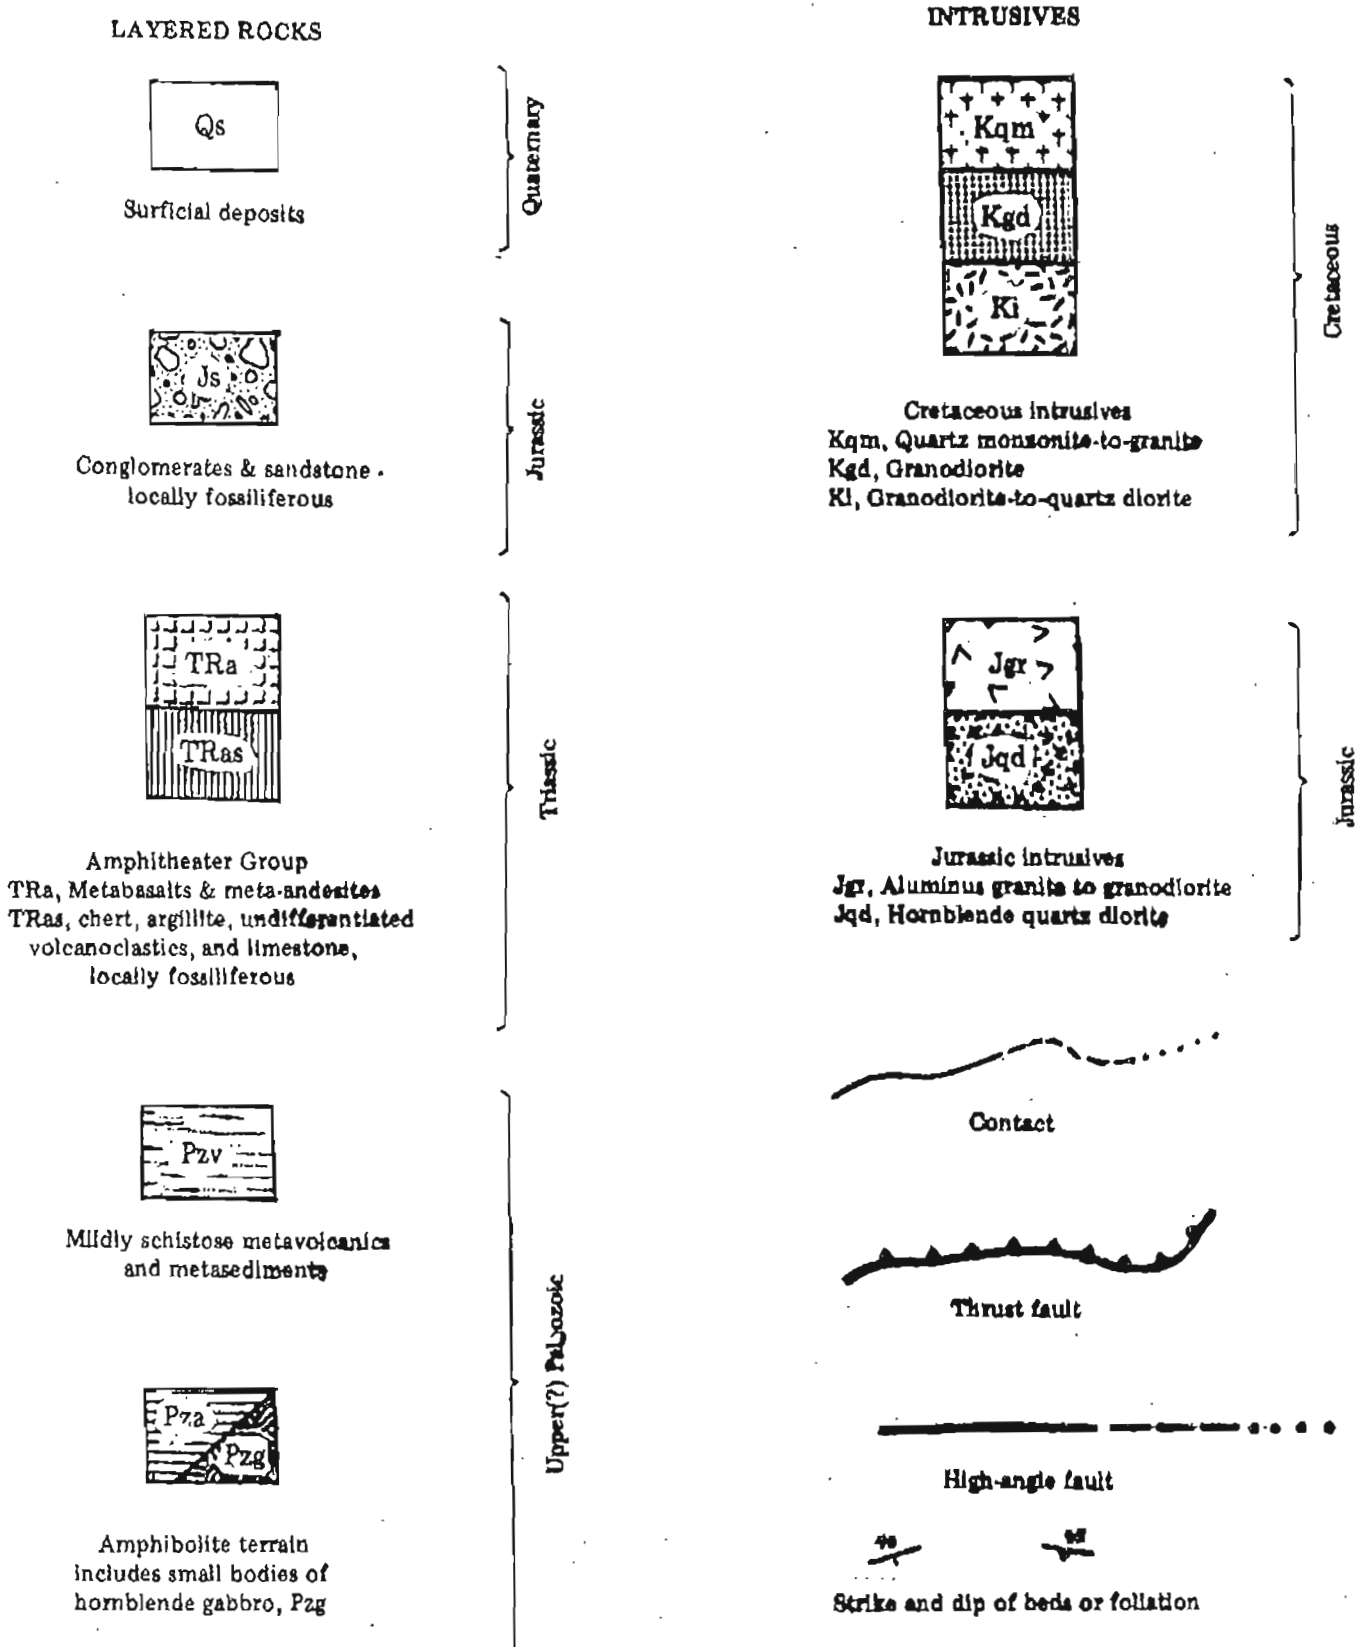 LAYERED ROCKS
Qs
Surficial deposits
Quaternary
Js
Conglomerates & sandstone -
locally fossiliferous
Jurassic
TRa
TRas
Amphitheater Group
TRa, Metabasalts & meta-andesites
TRas, chert, argillite, undifferentiated
volcanoclastics, and limestone,
locally fossiliferous
Triassic
Pzv
Mildly schistose metavolcanics
and metasediments
Pza
Pzg
Amphibolite terrain
includes small bodies of
hornblende gabbro, Pzg
Upper(?) Paleozoic
INTRUSIVES
Kqm
Kgd
Ki
Cretaceous intrusives
Kqm, Quartz monzonite-to-granite
Kgd, Granodiorite
Ki, Granodiorite-to-quartz diorite
Cretaceous
Jgr
Jqd
Jurassic intrusives
Jgr, Aluminus granite to granodiorite
Jqd, Hornblende quartz diorite
Jurassic
Contact
Thrust fault
High-angle fault
Strike and dip of beds or foliation